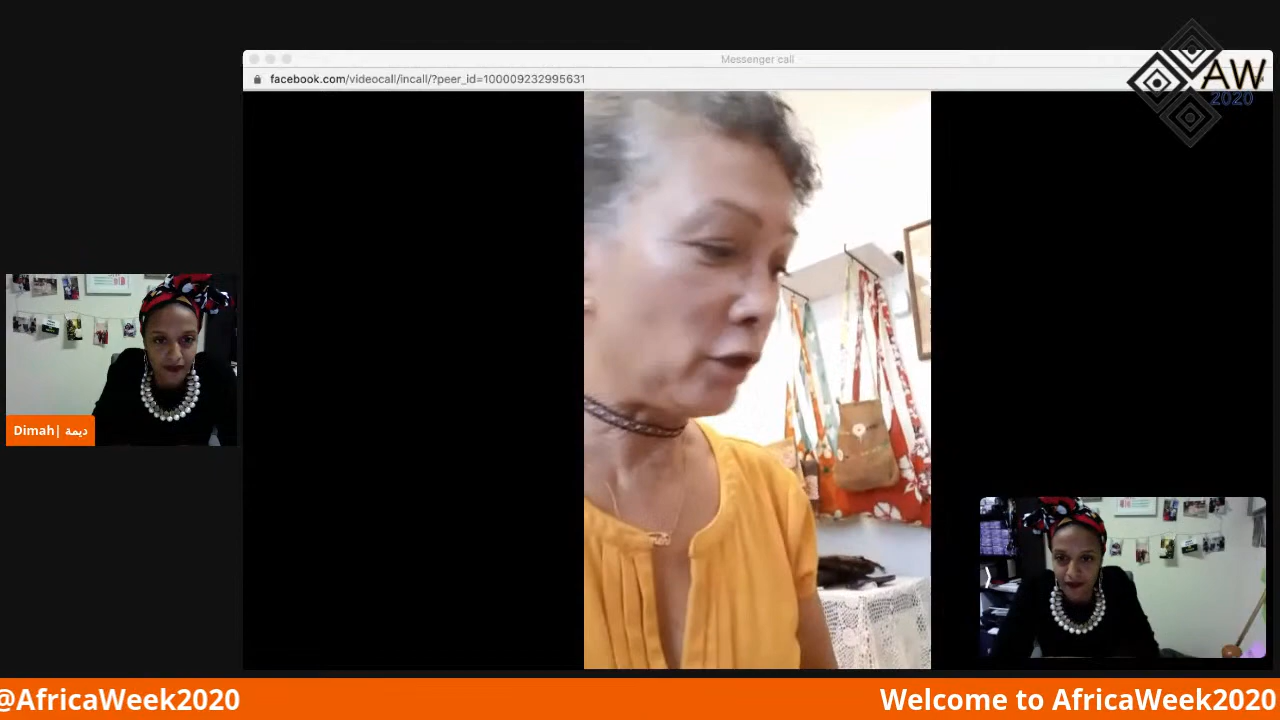 Messenger call
facebook.com/videocall/incall/?peer_id=100009232995631
AW
2020
Dimah| ديمة
@AfricaWeek2020
Welcome to AfricaWeek2020